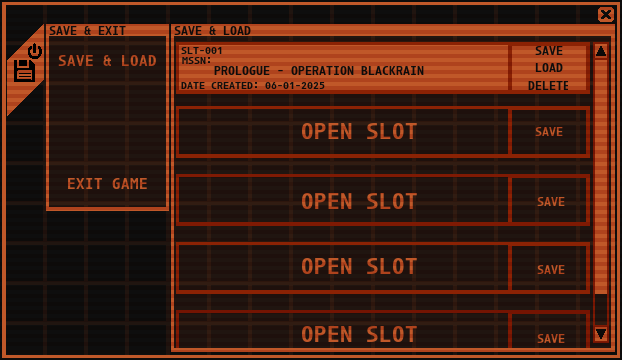 SAVE & EXIT
SAVE & LOAD
EXIT GAME
SAVE & LOAD
SLT-001
MSSN:
PROLOGUE - OPERATION BLACKRAIN
DATE CREATED: 06-01-2025
SAVE
LOAD
DELETE
OPEN SLOT
SAVE
OPEN SLOT
SAVE
OPEN SLOT
SAVE
OPEN SLOT
SAVE